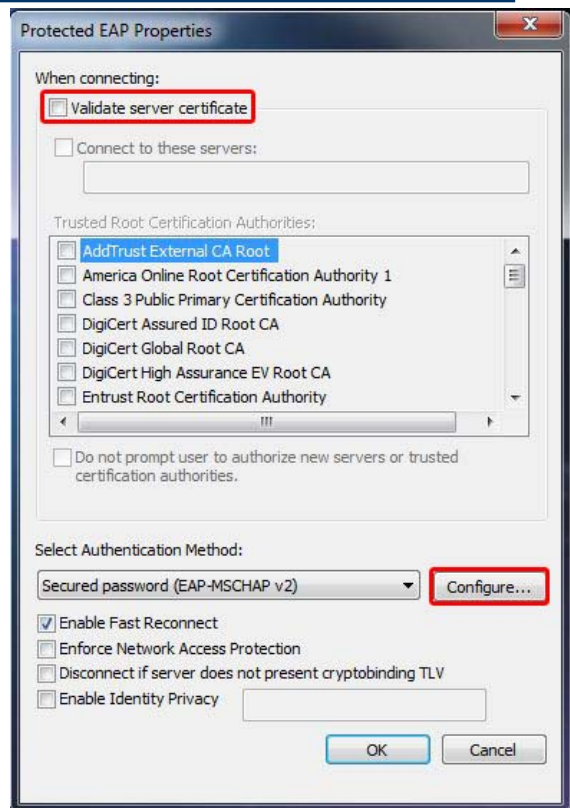 Protected EAP Properties
When connecting:
Validate server certificate
Connect to these servers:
Trusted Root Certification Authorities:
AddTrust External CA Root
America Online Root Certification Authority 1
Class 3 Public Primary Certification Authority
DigiCert Assured ID Root CA
DigiCert Global Root CA
DigiCert High Assurance EV Root CA
Entrust Root Certification Authority
Do not prompt user to authorize new servers or trusted
certification authorities.
Select Authentication Method:
Secured password (EAP-MSCHAP v2) Configure...
Enable Fast Reconnect
Enforce Network Access Protection
Disconnect if server does not present cryptobinding TLV
Enable Identity Privacy
OK Cancel